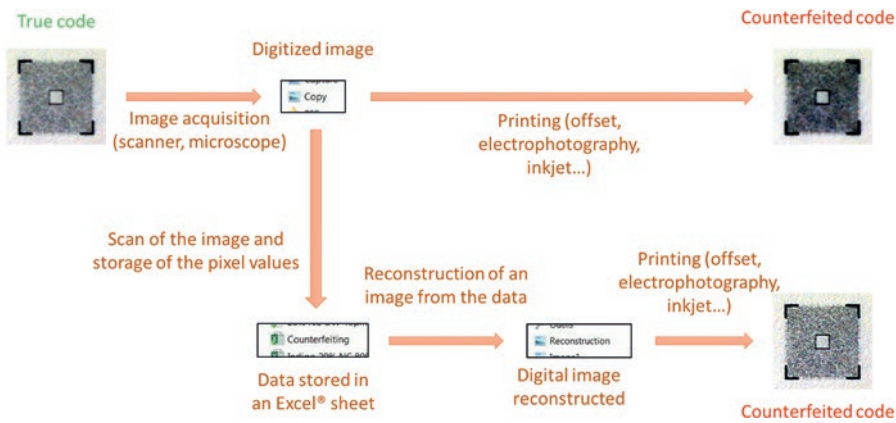 True code
Counterfeited code
Digitized image
Copy
Image acquisition
(scanner, microscope)
Printing (offset,
electrophotography,
inkjet...)
Scan of the image and
storage of the pixel values
Reconstruction of an
image from the data
Printing (offset,
electrophotography,
inkjet...)
Counterfeiting
Reconstruction
Data stored in
an Excel® sheet
Digital image
reconstructed
Counterfeited code